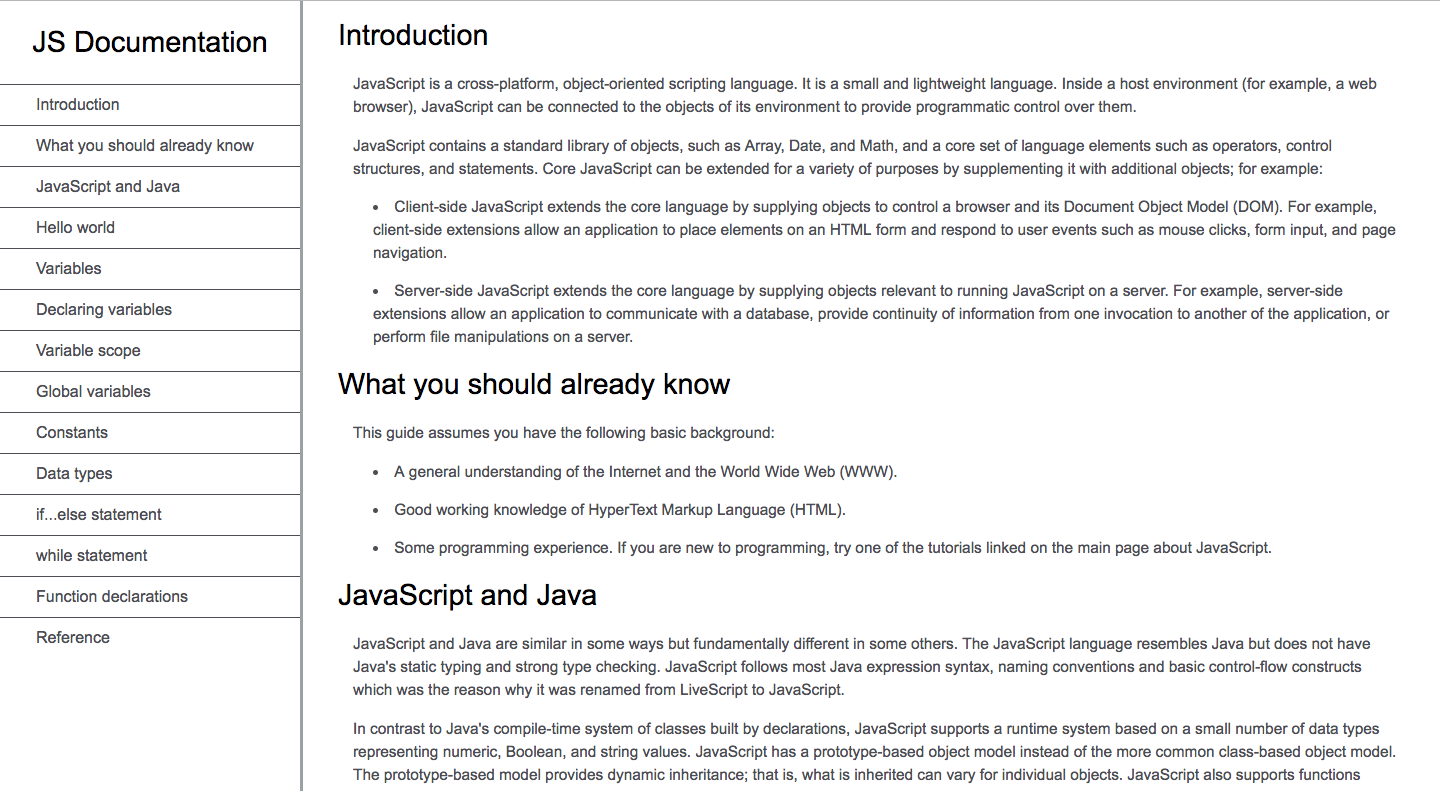 JS Documentation
Introduction
What you should already know
JavaScript and Java
Hello world
Variables
Declaring variables
Variable scope
Global variables
Constants
Data types
if...else statement
while statement
Function declarations
Reference
Introduction
JavaScript is a cross-platform, object-oriented scripting language. It is a small and lightweight language. Inside a host environment (for example, a web
browser), JavaScript can be connected to the objects of its environment to provide programmatic control over them.
JavaScript contains a standard library of objects, such as Array, Date, and Math, and a core set of language elements such as operators, control
structures, and statements. Core JavaScript can be extended for a variety of purposes by supplementing it with additional objects; for example:
• Client-side JavaScript extends the core language by supplying objects to control a browser and its Document Object Model (DOM). For example,
client-side extensions allow an application to place elements on an HTML form and respond to user events such as mouse clicks, form input, and page
navigation.
• Server-side JavaScript extends the core language by supplying objects relevant to running JavaScript on a server. For example, server-side
extensions allow an application to communicate with a database, provide continuity of information from one invocation to another of the application, or
perform file manipulations on a server.
What you should already know
This guide assumes you have the following basic background:
• A general understanding of the Internet and the World Wide Web (WWW).
• Good working knowledge of HyperText Markup Language (HTML).
• Some programming experience. If you are new to programming, try one of the tutorials linked on the main page about JavaScript.
JavaScript and Java
JavaScript and Java are similar in some ways but fundamentally different in some others. The JavaScript language resembles Java but does not have
Java's static typing and strong type checking. JavaScript follows most Java expression syntax, naming conventions and basic control-flow constructs
which was the reason why it was renamed from LiveScript to JavaScript.
In contrast to Java's compile-time system of classes built by declarations, JavaScript supports a runtime system based on a small number of data types
representing numeric, Boolean, and string values. JavaScript has a prototype-based object model instead of the more common class-based object model.
The prototype-based model provides dynamic inheritance; that is, what is inherited can vary for individual objects. JavaScript also supports functions